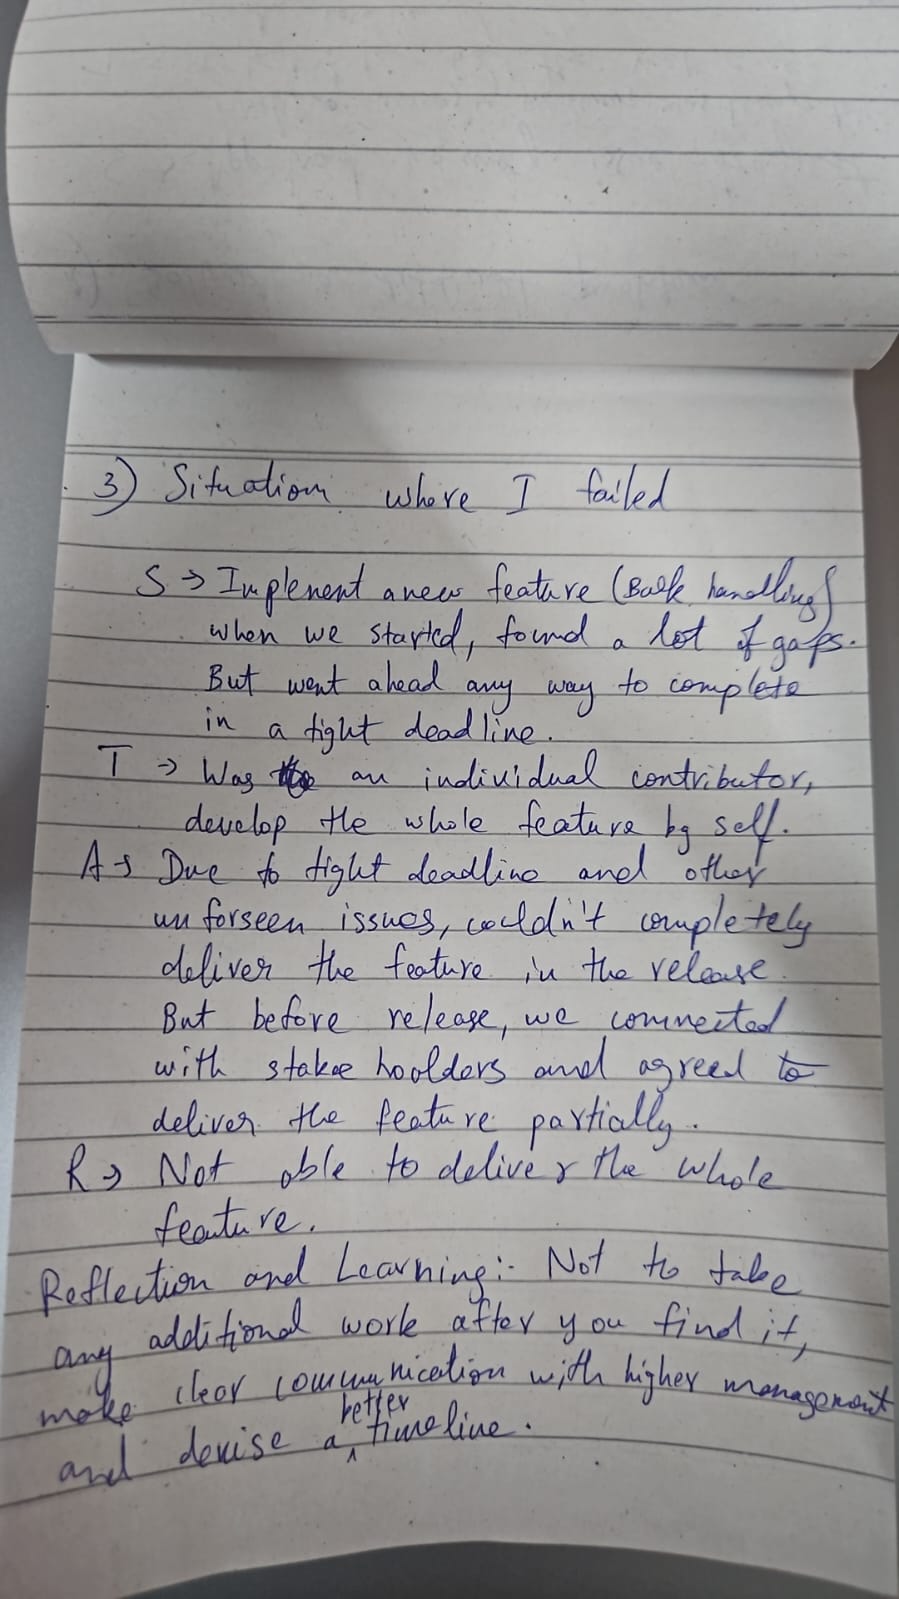 3) Situation where I failed
S → Implement a new feature (Bulk handling)
when we started, found a lot of gaps.
But went ahead any way to complete
in a tight deadline.
T → Was an individual contributor,
develop the whole feature by self.
A → Due to tight deadline and other
unforseen issues, couldn't completely
deliver the feature in the release.
But before release, we connected
with stakee hoolders and agreed to
deliver the feature partially.
R → Not able to deliver the whole
feature.
Reflection and Learning:- Not to take
any additional work after you find it,
make clear communication with higher management
and devise a better timeline.